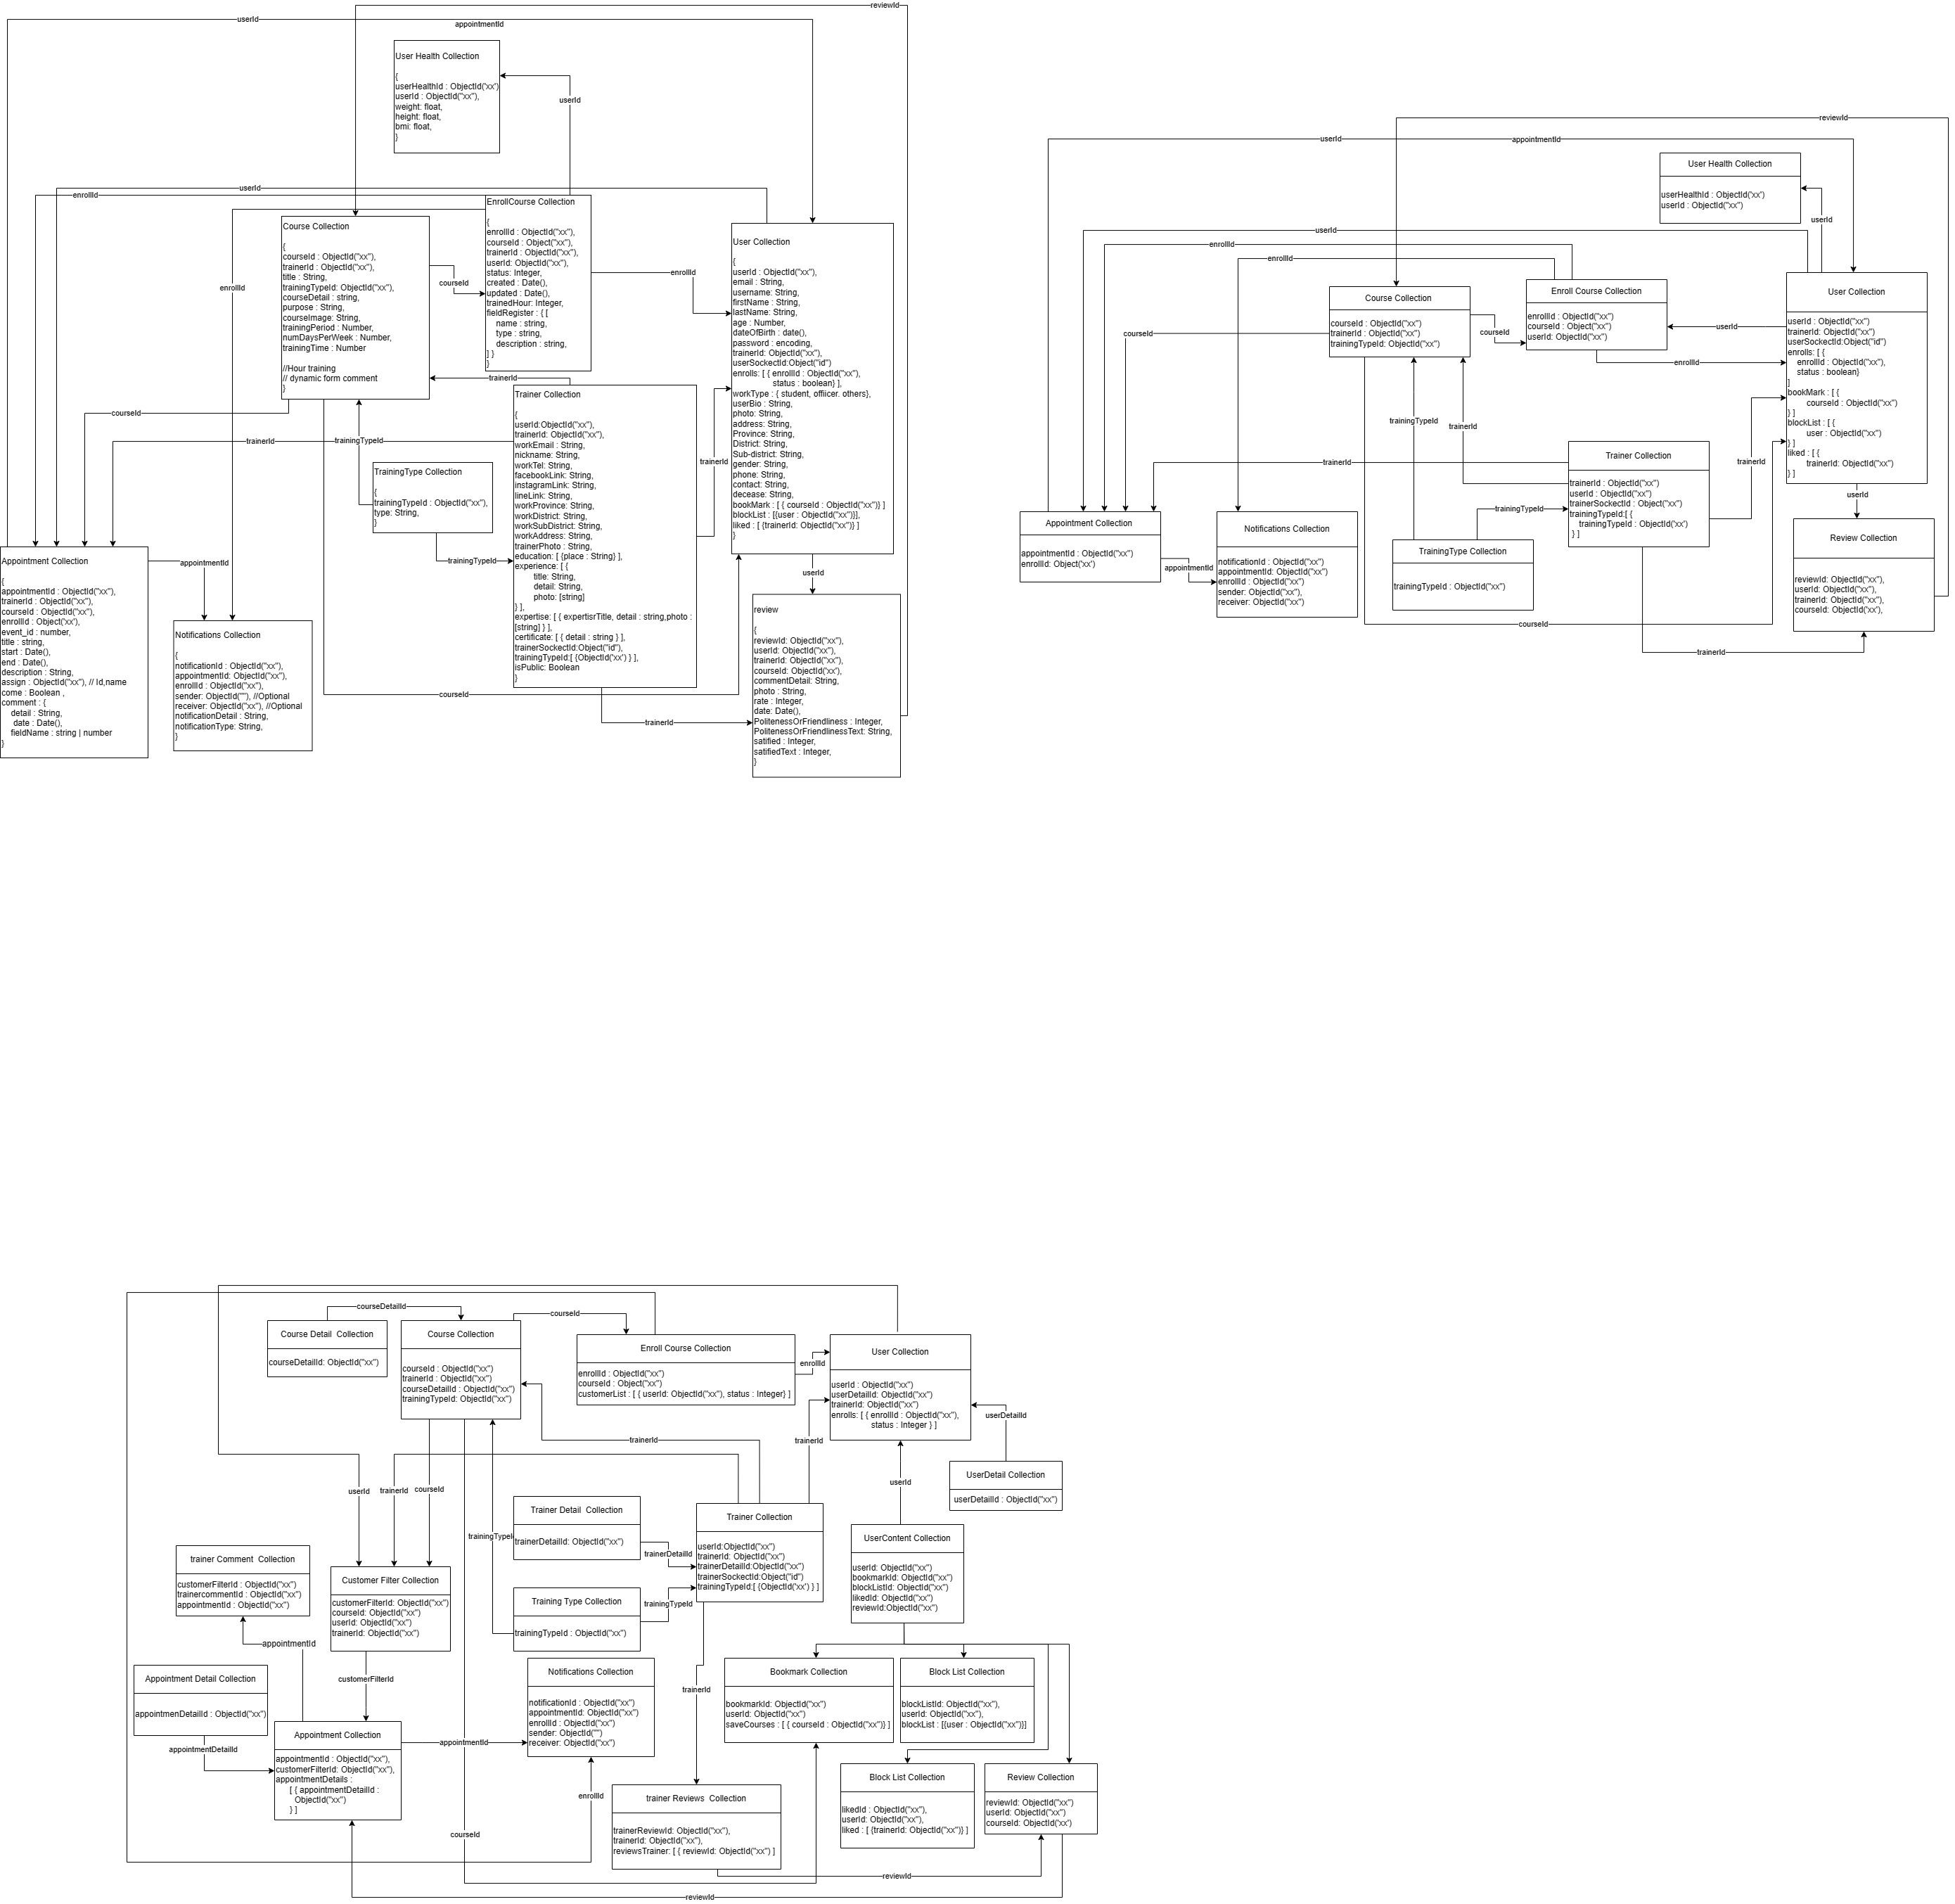 reviewId
userId
appointmentId
User Health Collection
{
userHealthId : ObjectId('xx')
userId : ObjectId("xx"),
weight: float,
height: float,
bmi: float,
}
userId
userId
enrollId
EnrollCourse Collection
{
enrollId : ObjectId("xx"),
courseId : Object("xx"),
trainerId : ObjectId("xx"),
userId: ObjectId("xx"),
status: Integer,
created : Date(),
updated : Date(),
trainedHour: Integer,
fieldRegister : { [
name : string,
type : string,
description : string,
] }
}
Course Collection
{
courseId : ObjectId("xx"),
trainerId : ObjectId("xx"),
title : String,
trainingTypeId: ObjectId("xx"),
courseDetail : string,
purpose : String,
courseImage: String,
trainingPeriod : Number,
numDaysPerWeek : Number,
trainingTime : Number
//Hour training
// dynamic form comment
}
courseId
enrollId
enrollId
User Collection
{
userId : ObjectId("xx"),
email : String,
username: String,
firstName : String,
lastName: String,
age : Number,
dateOfBirth : date(),
password : encoding,
trainerId: ObjectId("xx"),
userSockectId:Object("id")
enrolls: [ { enrollId : ObjectId("xx"),
status : boolean} ],
workType : { student, offiicer. others},
userBio : String,
photo: String,
address: String,
Province: String,
District: String,
Sub-district: String,
gender: String,
phone: String,
contact: String,
decease: String,
bookMark : [ { courseId : ObjectId("xx")} ]
blockList : [{user : ObjectId("xx")}],
liked : [ {trainerId: ObjectId("xx")} ]
}
trainerId
courseId
trainerId
trainingTypeId
Trainer Collection
{
userId:ObjectId("xx"),
trainerId: ObjectId("xx"),
workEmail : String,
nickname: String,
workTel: String,
facebookLink: String,
instagramLink: String,
lineLink: String,
workProvince: String,
workDistrict: String,
workSubDistrict: String,
workAddress: String,
trainerPhoto : String,
education: [ {place : String} ],
experience: [ {
title: String,
detail: String,
photo: [string]
} ],
expertise: [ { expertisrTitle, detail : string,photo :
[string] } ],
certificate: [ { detail : string } ],
trainerSockectId:Object("id"),
trainingTypeId:[ {ObjectId('xx') } ],
isPublic: Boolean
}
trainerId
TrainingType Collection
{
trainingTypeId : ObjectId("xx"),
type: String,
}
trainingTypeId
Appointment Collection
{
appointmentId : ObjectId("xx"),
trainerId : ObjectId("xx"),
courseId : ObjectId("xx"),
enrollId : Object('xx'),
event_id : number,
title : string,
start : Date(),
end : Date(),
description : String,
assign : ObjectId("xx"), // Id,name
come : Boolean ,
comment : {
detail : String,
date : Date(),
fieldName : string | number
}
appointmentId
Notifications Collection
{
notificationId : ObjectId("xx"),
appointmentId: ObjectId("xx"),
enrollId : ObjectId("xx"),
sender: ObjectId(""), //Optional
receiver: ObjectId("xx"), //Optional
notificationDetail : String,
notificationType: String,
}
userId
review
{
reviewId: ObjectId("xx"),
userId: ObjectId("xx"),
trainerId: ObjectId("xx"),
courseId: ObjectId('xx'),
commentDetail: String,
photo : String,
rate : Integer,
date: Date(),
PolitenessOrFriendliness : Integer,
PolitenessOrFriendlinessText: String,
satified : Integer,
satifiedText : Integer,
}
courseId
trainerId
reviewId
userId
appointmentId
User Health Collection
userHealthId : ObjectId('xx')
userId : ObjectId("xx")
userId
userId
enrollId
enrollId
Course Collection
courseId : ObjectId("xx")
trainerId : ObjectId("xx")
trainingTypeId: ObjectId("xx")
courseId
Enroll Course Collection
enrollId : ObjectId("xx")
courseId : Object("xx")
userId: ObjectId("xx")
userId
enrollId
User Collection
userId : ObjectId("xx")
trainerId: ObjectId("xx")
userSockectId:Object("id")
enrolls: [ {
enrollId : ObjectId("xx"),
status : boolean}
]
bookMark : [ {
courseId : ObjectId("xx")
} ]
blockList : [ {
user : ObjectId("xx")
} ]
liked : [ {
trainerId: ObjectId("xx")
} ]
courseId
trainingTypeId
trainerId
trainerId
trainerId
Trainer Collection
trainerId : ObjectId("xx")
userId : ObjectId("xx")
trainerSockectId : Object("xx")
trainingTypeId:[ {
trainingTypeId : ObjectId('xx')
} ]
trainingTypeId
userId
Appointment Collection
appointmentId : ObjectId("xx")
enrollId: Object('xx')
appointmentId
Notifications Collection
notificationId : ObjectId("xx")
appointmentId: ObjectId("xx")
enrollId : ObjectId("xx")
sender: ObjectId("xx"),
receiver: ObjectId("xx")
TrainingType Collection
trainingTypeId : ObjectId("xx")
Review Collection
reviewId: ObjectId("xx"),
userId: ObjectId("xx"),
trainerId: ObjectId("xx"),
courseId: ObjectId('xx'),
courseId
trainerId
courseDetailId
courseId
Course Detail  Collection
courseDetailId: ObjectId("xx")
Course Collection
courseId : ObjectId("xx")
trainerId : ObjectId("xx")
courseDetailId : ObjectId("xx")
trainingTypeId: ObjectId("xx")
Enroll Course Collection
enrollId : ObjectId("xx")
courseId : Object("xx")
customerList : [ { userId: ObjectId("xx"), status : Integer} ]
enrollId
User Collection
userId : ObjectId("xx")
userDetailId: ObjectId("xx")
trainerId: ObjectId("xx")
enrolls: [ { enrollId : ObjectId("xx"),
status : Integer } ]
userDetailId
trainerId
trainerId
userId
UserDetail Collection
userDetailId : ObjectId("xx")
userId
trainerId
courseId
Trainer Detail  Collection
trainerDetailId: ObjectId("xx")
trainingTypeId
trainerDetailId
Trainer Collection
userId:ObjectId("xx")
trainerId: ObjectId("xx")
trainerDetailId:ObjectId("xx")
trainerSockectId:Object("id")
trainingTypeId:[ {ObjectId('xx') } ]
UserContent Collection
userId: ObjectId("xx")
bookmarkId: ObjectId("xx")
blockListId: ObjectId("xx")
likedId: ObjectId("xx")
reviewId:ObjectId("xx")
trainer Comment  Collection
customerFilterId : ObjectId("xx")
trainercommentId : ObjectId("xx")
appointmentId : ObjectId("xx")
Customer Filter Collection
customerFilterId: ObjectId("xx")
courseId: ObjectId("xx")
userId: ObjectId("xx")
trainerId: ObjectId("xx")
Training Type Collection
trainingTypeId : ObjectId("xx")
trainingTypeId
appointmentId
customerFilterId
Appointment Detail Collection
appointmenDetailId : ObjectId("xx")
appointmentDetailId
Notifications Collection
notificationId : ObjectId("xx")
appointmentId: ObjectId("xx")
enrollId : ObjectId("xx")
sender: ObjectId("")
receiver: ObjectId("xx")
trainerId
Bookmark Collection
bookmarkId: ObjectId("xx")
userId: ObjectId("xx")
saveCourses : [ { courseId : ObjectId("xx")} ]
Block List Collection
blockListId: ObjectId("xx"),
userId: ObjectId("xx"),
blockList : [{user : ObjectId("xx")}]
Appointment Collection
appointmentId : ObjectId("xx"),
customerFilterId: ObjectId("xx"),
appointmentDetails :
[ { appointmentDetailId :
ObjectId("xx")
} ]
appointmentId
enrollId
courseId
trainer Reviews  Collection
trainerReviewId: ObjectId("xx"),
trainerId: ObjectId("xx"),
reviewsTrainer: [ { reviewId: ObjectId("xx") ]
Block List Collection
likedId : ObjectId("xx"),
userId: ObjectId("xx"),
liked : [ {trainerId: ObjectId("xx")} ]
Review Collection
reviewId: ObjectId("xx")
userId: ObjectId("xx")
courseId: ObjectId('xx')
reviewId
reviewId